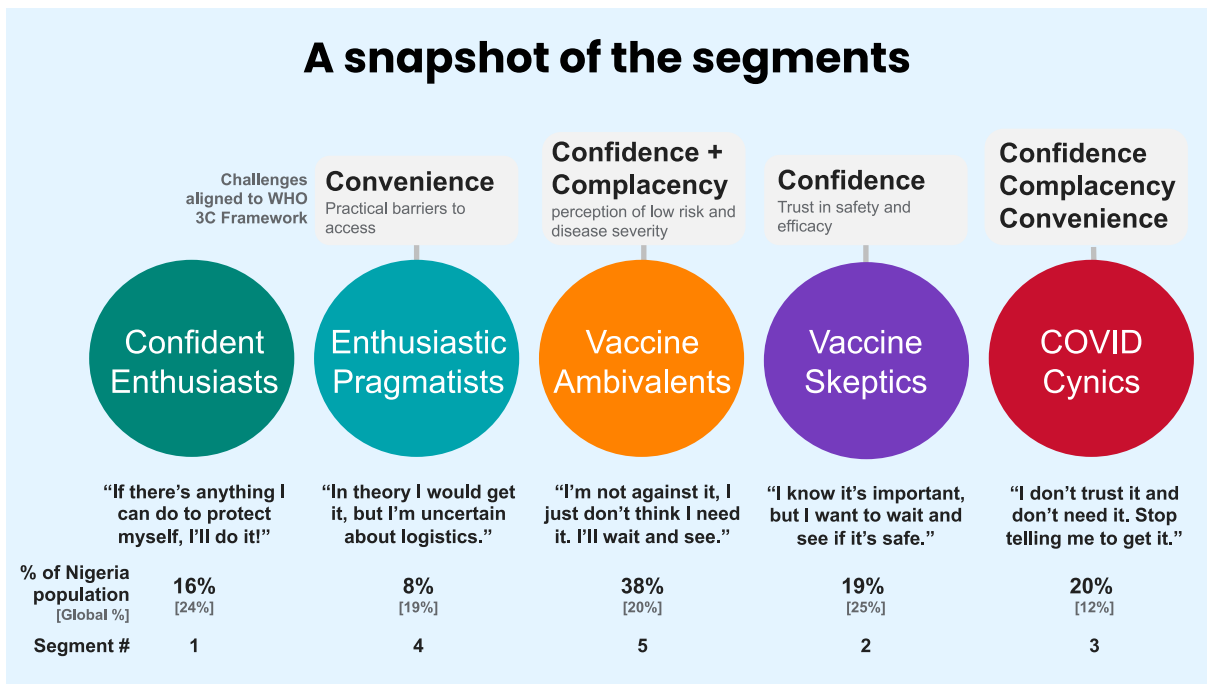 A snapshot of the segments
Challenges
aligned to WHO
3C Framework
Convenience
Practical barriers to
access
Confidence +
Complacency
perception of low risk and
disease severity
Confidence
Trust in safety and
efficacy
Confidence
Complacency
Convenience
Confident
Enthusiasts
Enthusiastic
Pragmatists
Vaccine
Ambivalents
Vaccine
Skeptics
COVID
Cynics
“If there’s anything I
can do to protect
myself, I’ll do it!”
“In theory I would get
it, but I’m uncertain
about logistics.”
“I’m not against it, I
just don’t think I need
it. I’ll wait and see.”
“I know it’s important,
but I want to wait and
see if it’s safe.”
“I don’t trust it and
don’t need it. Stop
telling me to get it.”
% of Nigeria
population
[Global %]
16%
[24%]
8%
[19%]
38%
[20%]
19%
[25%]
20%
[12%]
Segment # 1 4 5 2 3